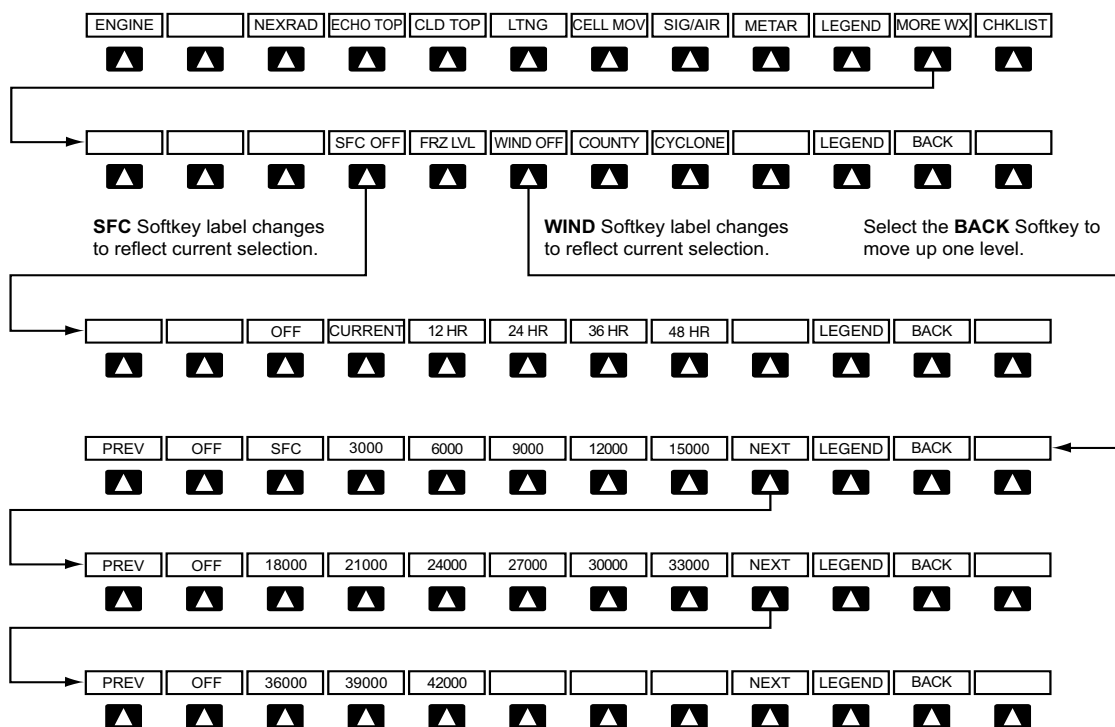 ENGINE NEXRAD ECHO TOP CLD TOP LTNG CELL MOV SIG/AIR METAR LEGEND MORE WX CHKLIST
SFC OFF FRZ LVL WIND OFF COUNTY CYCLONE LEGEND BACK
SFC Softkey label changes
to reflect current selection.
WIND Softkey label changes
to reflect current selection.
Select the BACK Softkey to
move up one level.
OFF CURRENT 12 HR 24 HR 36 HR 48 HR LEGEND BACK
PREV OFF SFC 3000 6000 9000 12000 15000 NEXT LEGEND BACK
PREV OFF 18000 21000 24000 27000 30000 33000 NEXT LEGEND BACK
PREV OFF 36000 39000 42000 NEXT LEGEND BACK